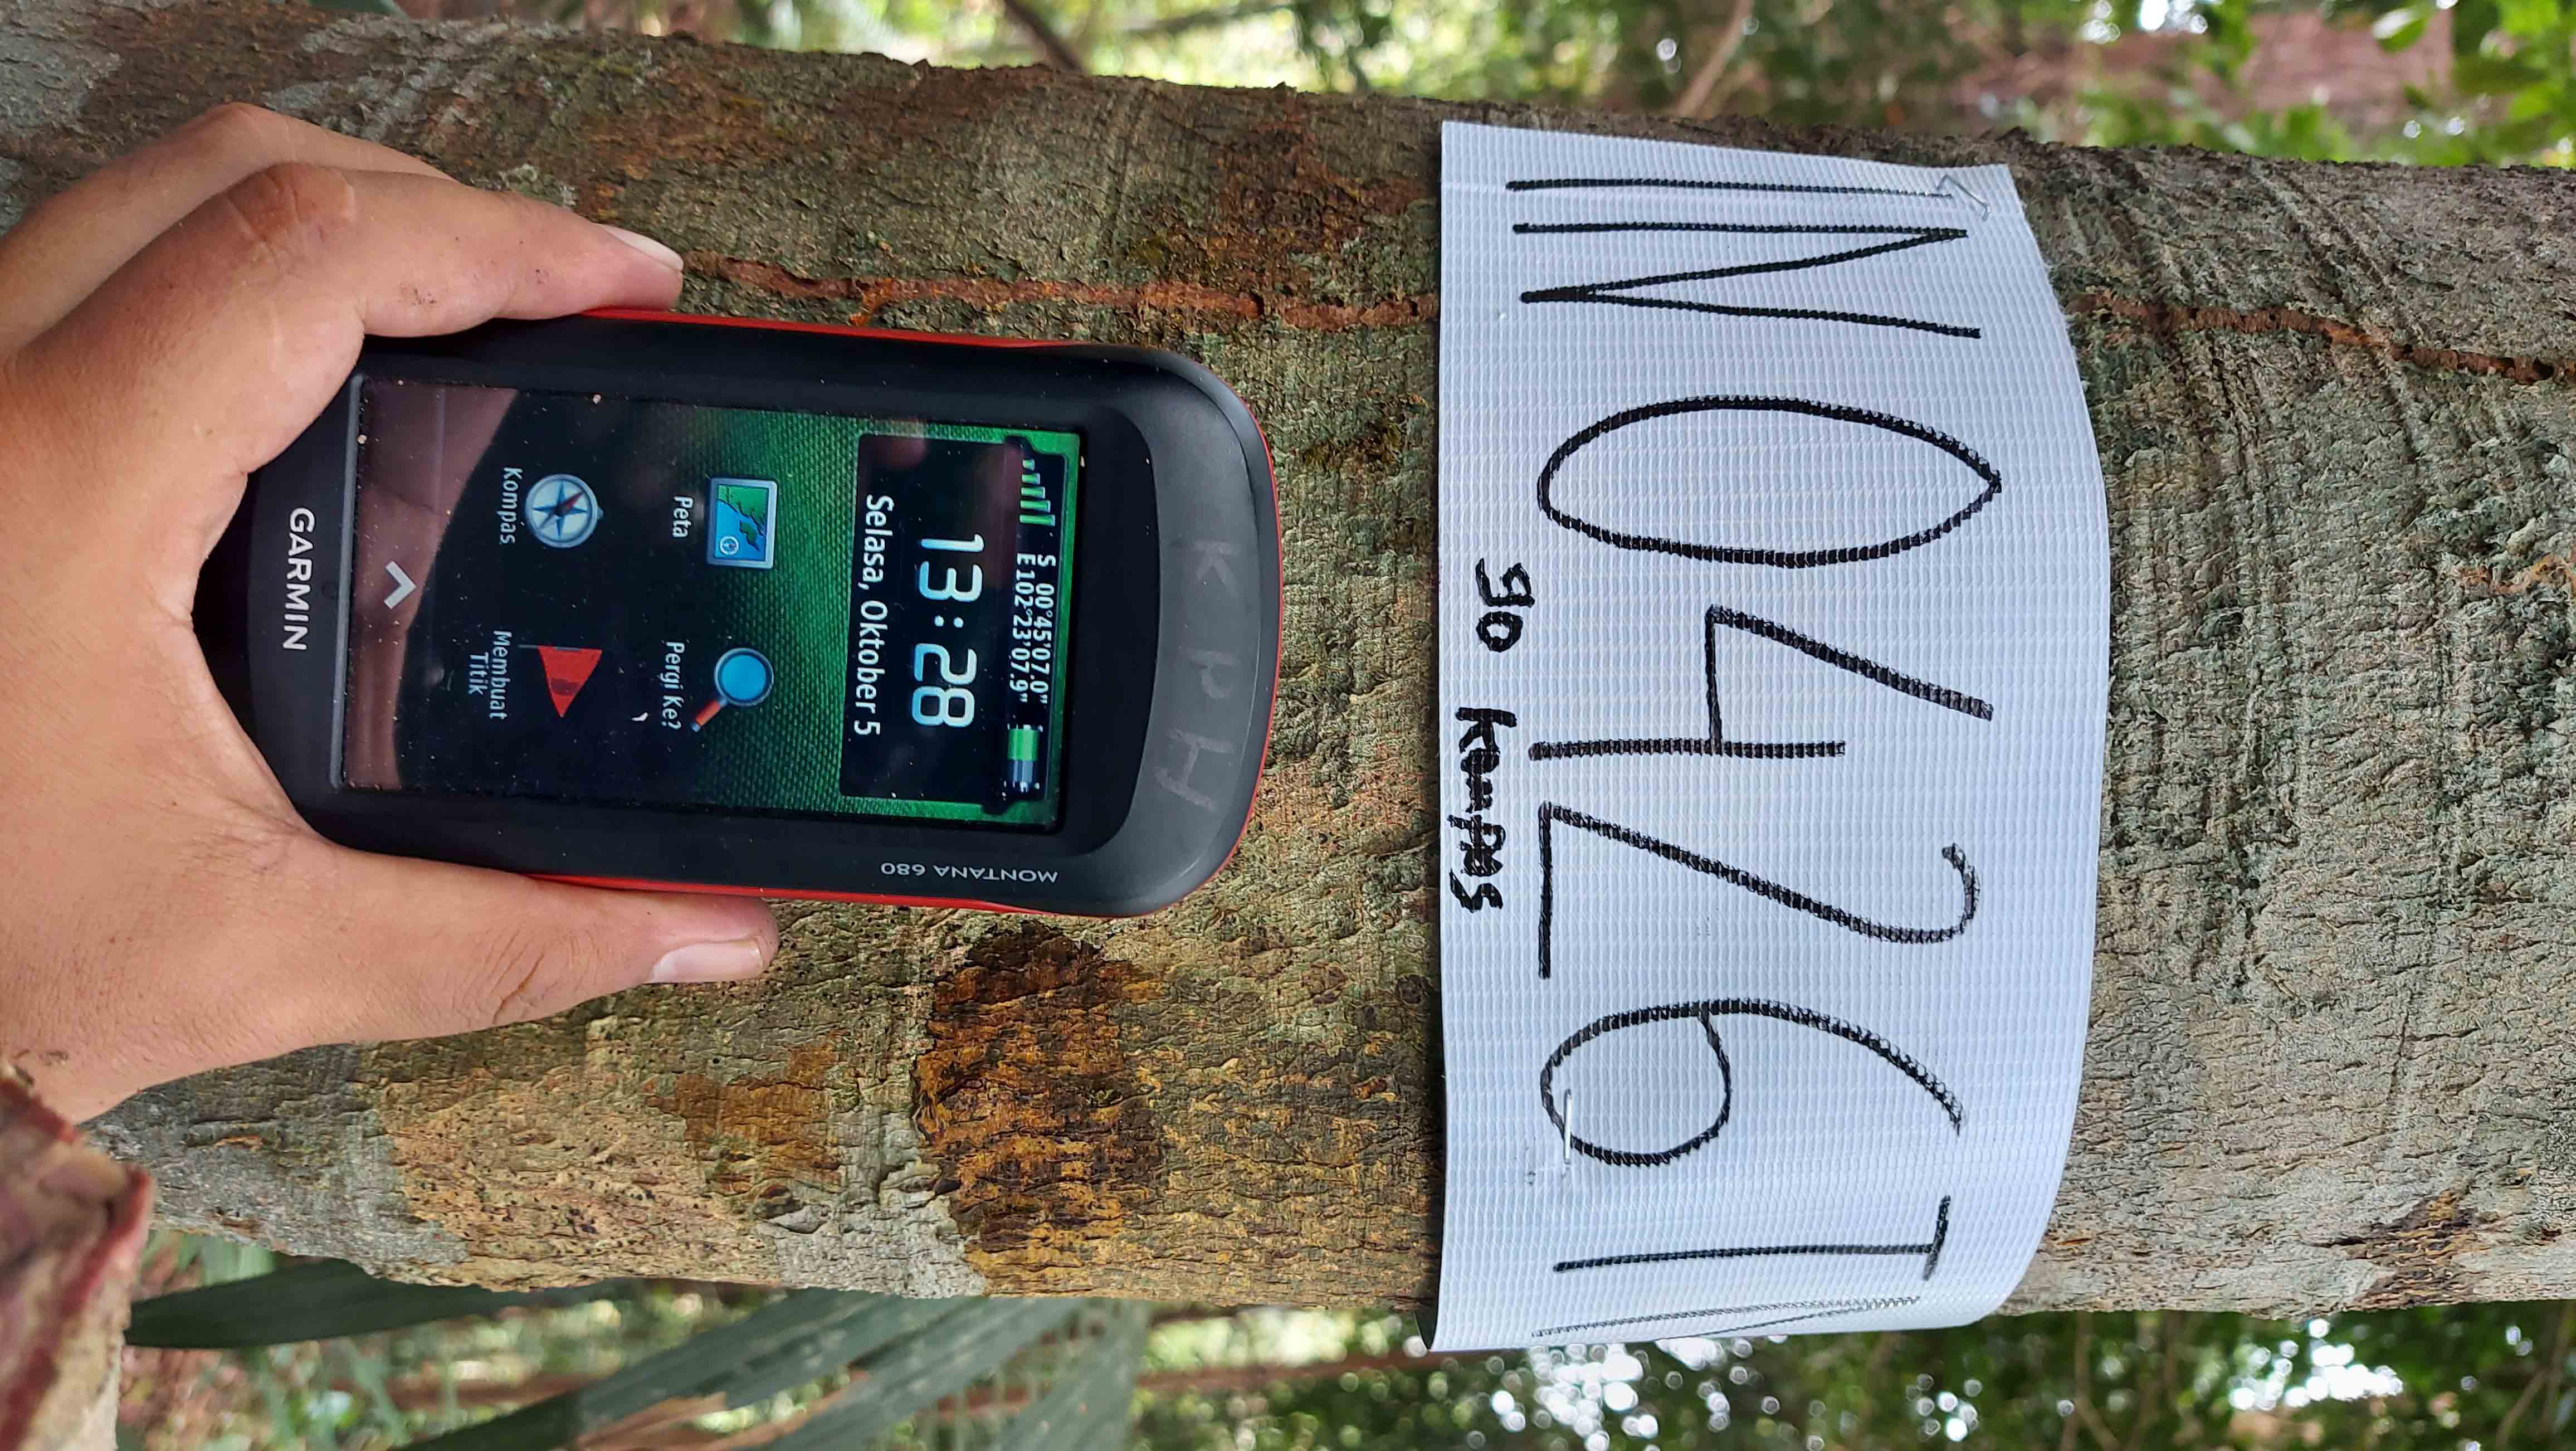 IN0426T
90 kompas
K P H
MONTANA 680
S 00°45'07.0"
E102°23'07.9"
13:28
Selasa, Oktober 5
Peta
Pergi Ke?
Kompas
Membuat
Titik
GARMIN